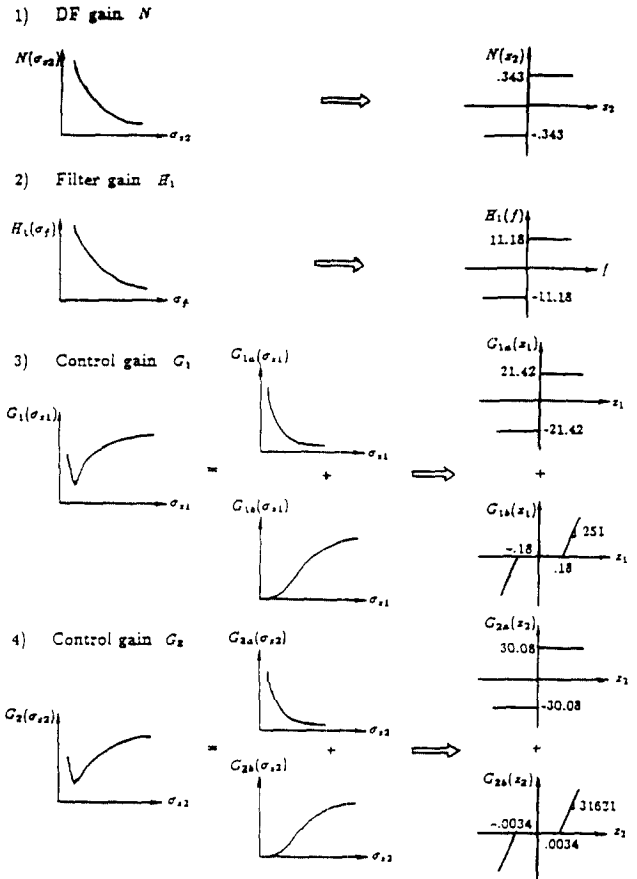 1) DF gain N
N(σz2)
σz2
N(z2)
.343
z2
-.343
2) Filter gain H1
H1(σf)
σf
H1(f)
11.18
f
-11.18
3) Control gain G1
G1(σz1)
σz1
=
G1a(σz1)
σz1
+
G1b(σz1)
σz1
G1a(z1)
21.42
z1
-21.42
+
G1b(z1)
-.18
251
z1
.18
4) Control gain G2
G2(σz2)
σz2
=
G2a(σz2)
σz2
+
G2b(σz2)
σz2
G2a(z2)
30.08
z2
-30.08
+
G2b(z2)
-.0034
31631
z2
.0034